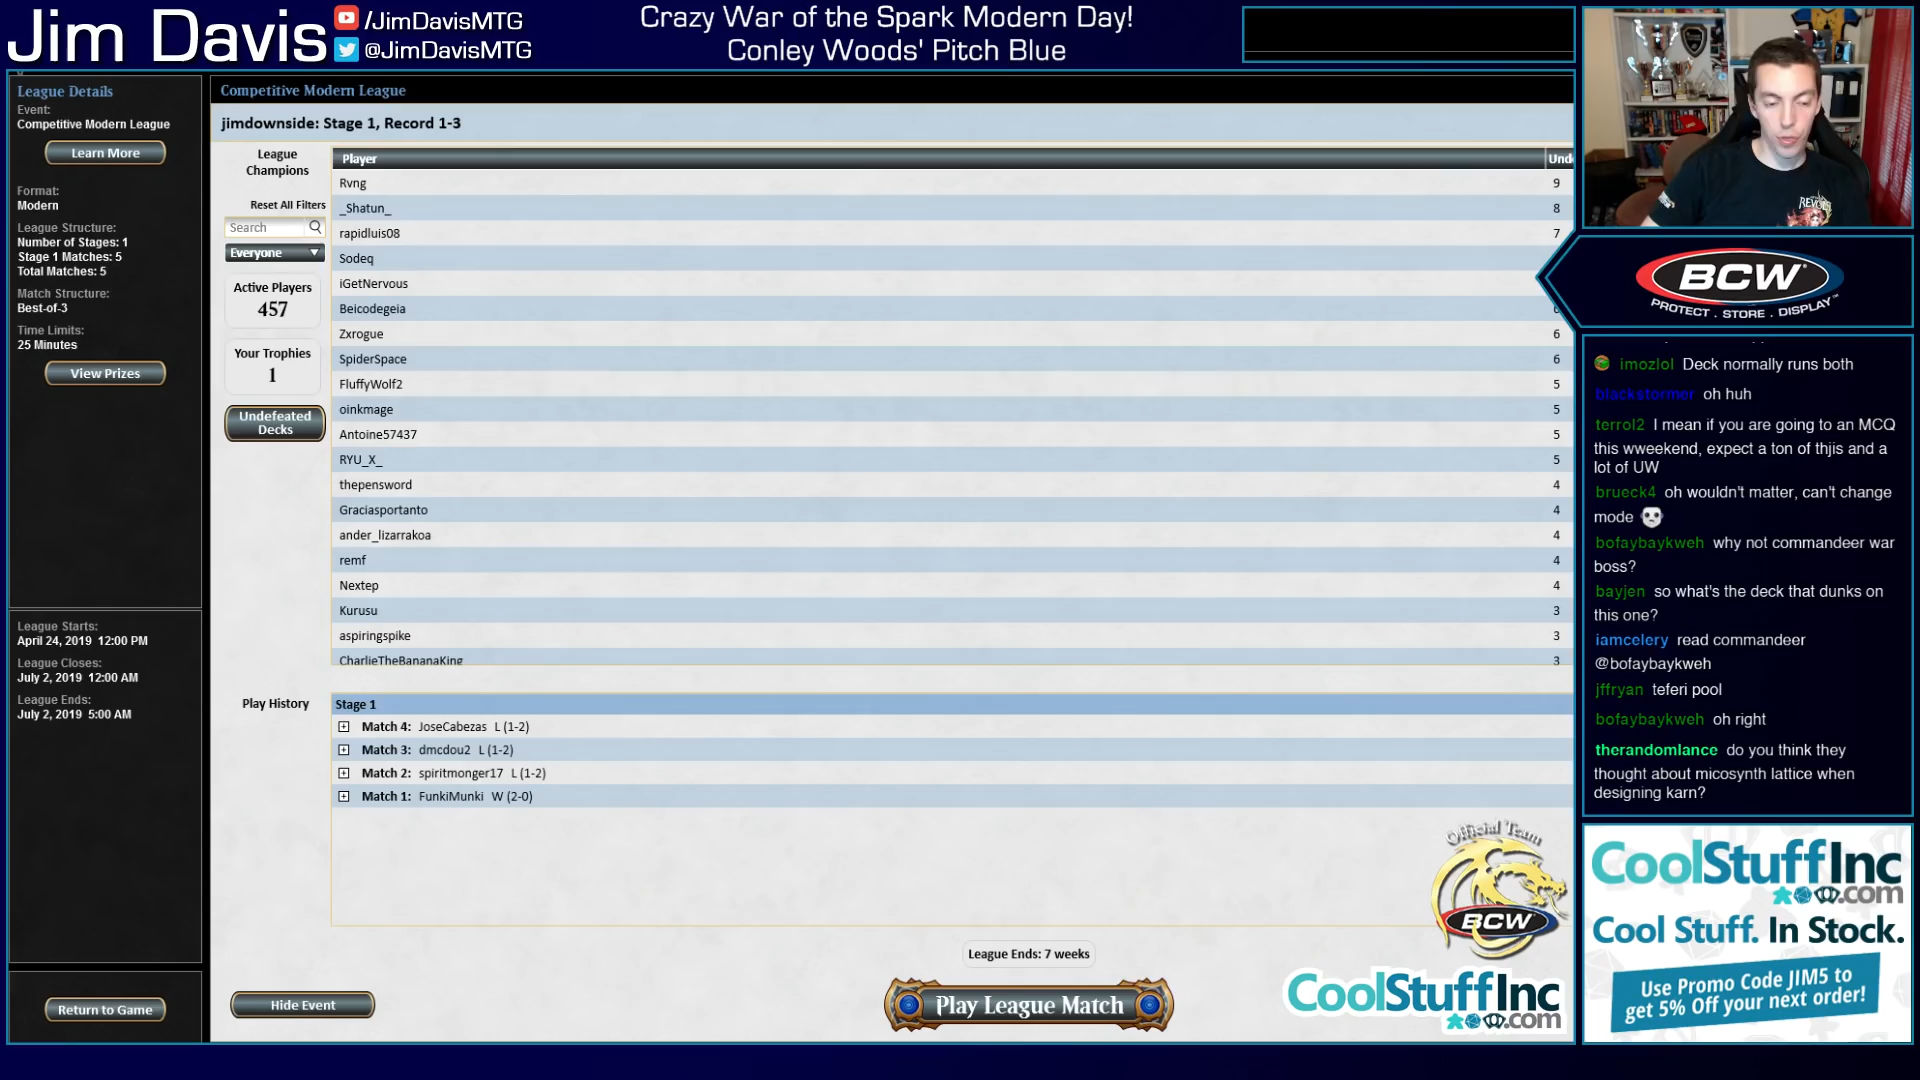 Jim Davis
/JimDavisMTG
@JimDavisMTG
Crazy War of the Spark Modern Day!
Conley Woods' Pitch Blue
League Details
Event:
Competitive Modern League
Learn More
Format:
Modern
League Structure:
Number of Stages: 1
Stage 1 Matches: 5
Total Matches: 5
Match Structure:
Best-of-3
Time Limits:
25 Minutes
View Prizes
League Starts:
April 24, 2019 12:00 PM
League Closes:
July 2, 2019 12:00 AM
League Ends:
July 2, 2019 5:00 AM
Return to Game
Competitive Modern League
jimdownside: Stage 1, Record 1-3
League
Champions
Reset All Filters
Search
Everyone
Active Players
457
Your Trophies
1
Undefeated
Decks
Player Und
Rvng 9
_Shatun_ 8
rapidluis08 7
Sodeq
iGetNervous
Beicodegeia
Zxrogue 6
SpiderSpace 6
FluffyWolf2 5
oinkmage 5
Antoine57437 5
RYU_X_ 5
thepensword 4
Graciasportanto 4
ander_lizarrakoa 4
remf 4
Nextep 4
Kurusu 3
aspiringspike 3
CharlieTheBananaKing 3
Play History
Stage 1
Match 4: JoseCabezas L (1-2)
Match 3: dmcdou2 L (1-2)
Match 2: spiritmonger17 L (1-2)
Match 1: FunkiMunki W (2-0)
Official Team
BCW
League Ends: 7 weeks
Hide Event
Play League Match
CoolStuffInc
.com
REVOL
BCW
PROTECT . STORE . DISPLAY™
imozlol Deck normally runs both
blackstormer oh huh
terrol2 I mean if you are going to an MCQ
this wweekend, expect a ton of thjis and a
lot of UW
brueck4 oh wouldn't matter, can't change
mode
bofaybaykweh why not commandeer war
boss?
bayjen so what's the deck that dunks on
this one?
iamcelery read commandeer
@bofaybaykweh
jffryan teferi pool
bofaybaykweh oh right
therandomlance do you think they
thought about micosynth lattice when
designing karn?
CoolStuffInc
.com
Cool Stuff. In Stock.
Use Promo Code JIM5 to
get 5% Off your next order!